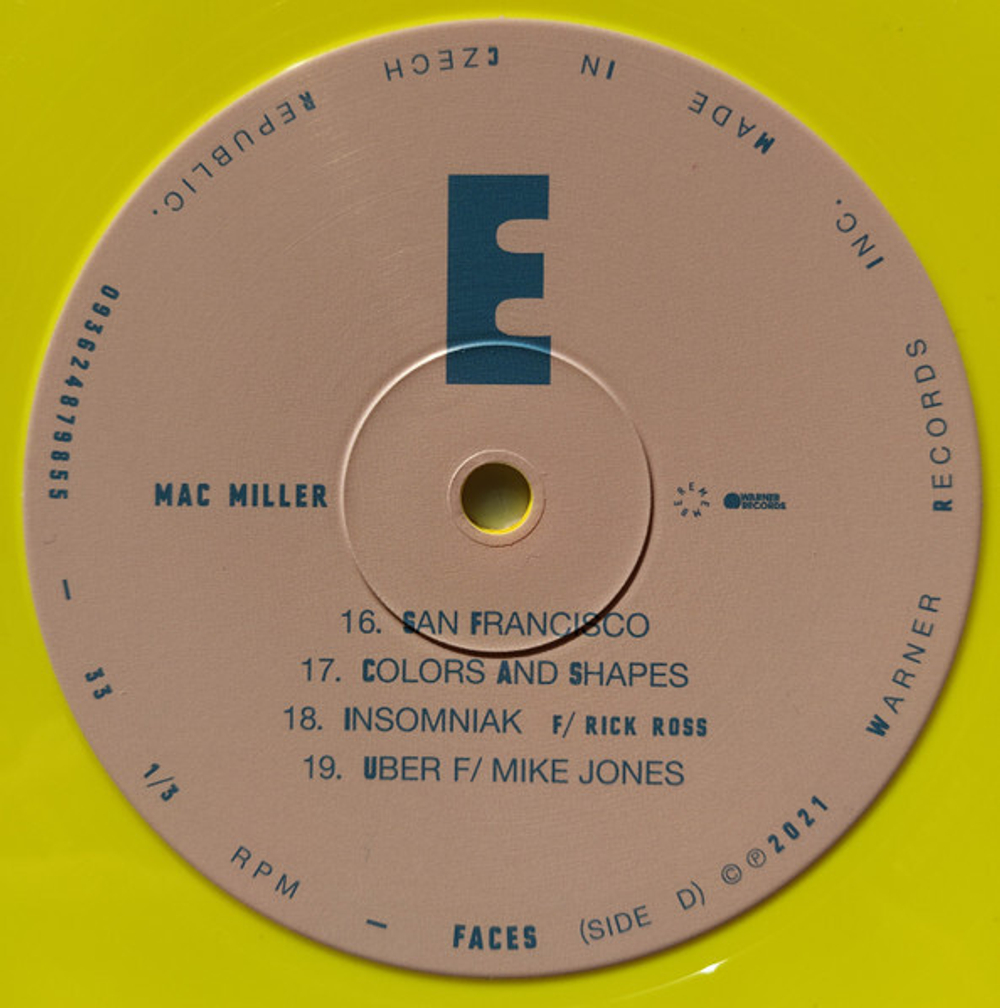 E
MAC MILLER
REMEMBER
WARNER RECORDS
16. SAN FRANCISCO
17. COLORS AND SHAPES
18. INSOMNIAK F/ RICK ROSS
19. UBER F/ MIKE JONES
093624879855 – 33 1/3 RPM – FACES (SIDE D) ©℗2021 WARNER RECORDS INC. MADE IN CZECH REPUBLIC.